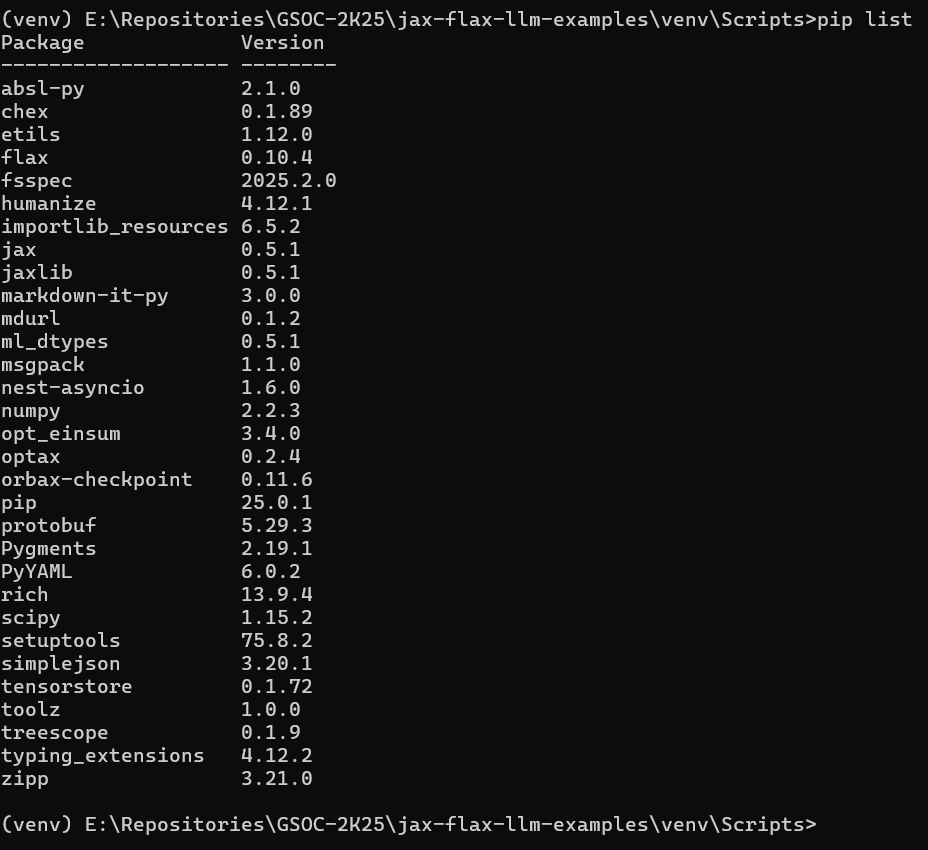 (venv) E:\Repositories\GSOC-2K25\jax-flax-llm-examples\venv\Scripts>pip list
Package             Version
------------------- --------
absl-py             2.1.0
chex                0.1.89
etils               1.12.0
flax                0.10.4
fsspec              2025.2.0
humanize            4.12.1
importlib_resources 6.5.2
jax                 0.5.1
jaxlib              0.5.1
markdown-it-py      3.0.0
mdurl               0.1.2
ml_dtypes           0.5.1
msgpack             1.1.0
nest-asyncio        1.6.0
numpy               2.2.3
opt_einsum          3.4.0
optax               0.2.4
orbax-checkpoint    0.11.6
pip                 25.0.1
protobuf            5.29.3
Pygments            2.19.1
PyYAML              6.0.2
rich                13.9.4
scipy               1.15.2
setuptools          75.8.2
simplejson          3.20.1
tensorstore         0.1.72
toolz               1.0.0
treescope           0.1.9
typing_extensions   4.12.2
zipp                3.21.0
(venv) E:\Repositories\GSOC-2K25\jax-flax-llm-examples\venv\Scripts>